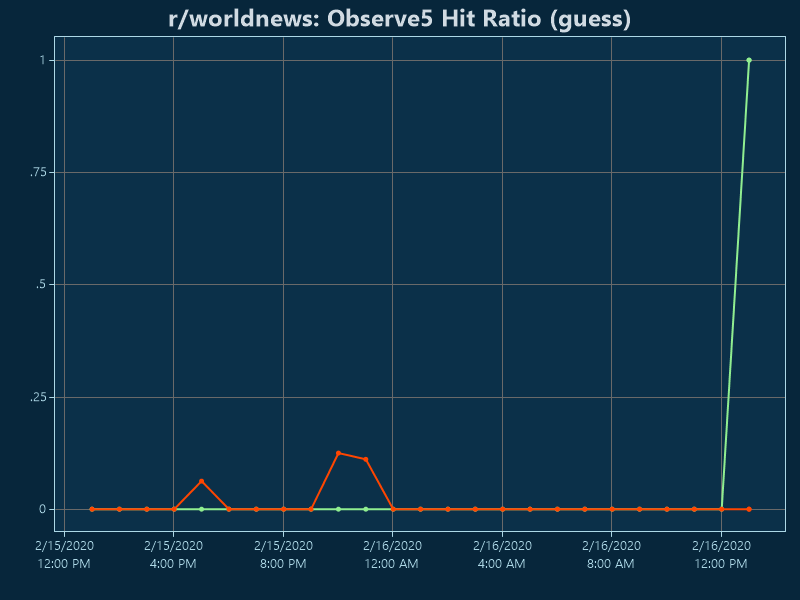 r/worldnews: Observe5 Hit Ratio (guess)
1
.75
.5
.25
0
2/15/2020 2/15/2020 2/15/2020 2/16/2020 2/16/2020 2/16/2020 2/16/2020
12:00 PM 4:00 PM 8:00 PM 12:00 AM 4:00 AM 8:00 AM 12:00 PM